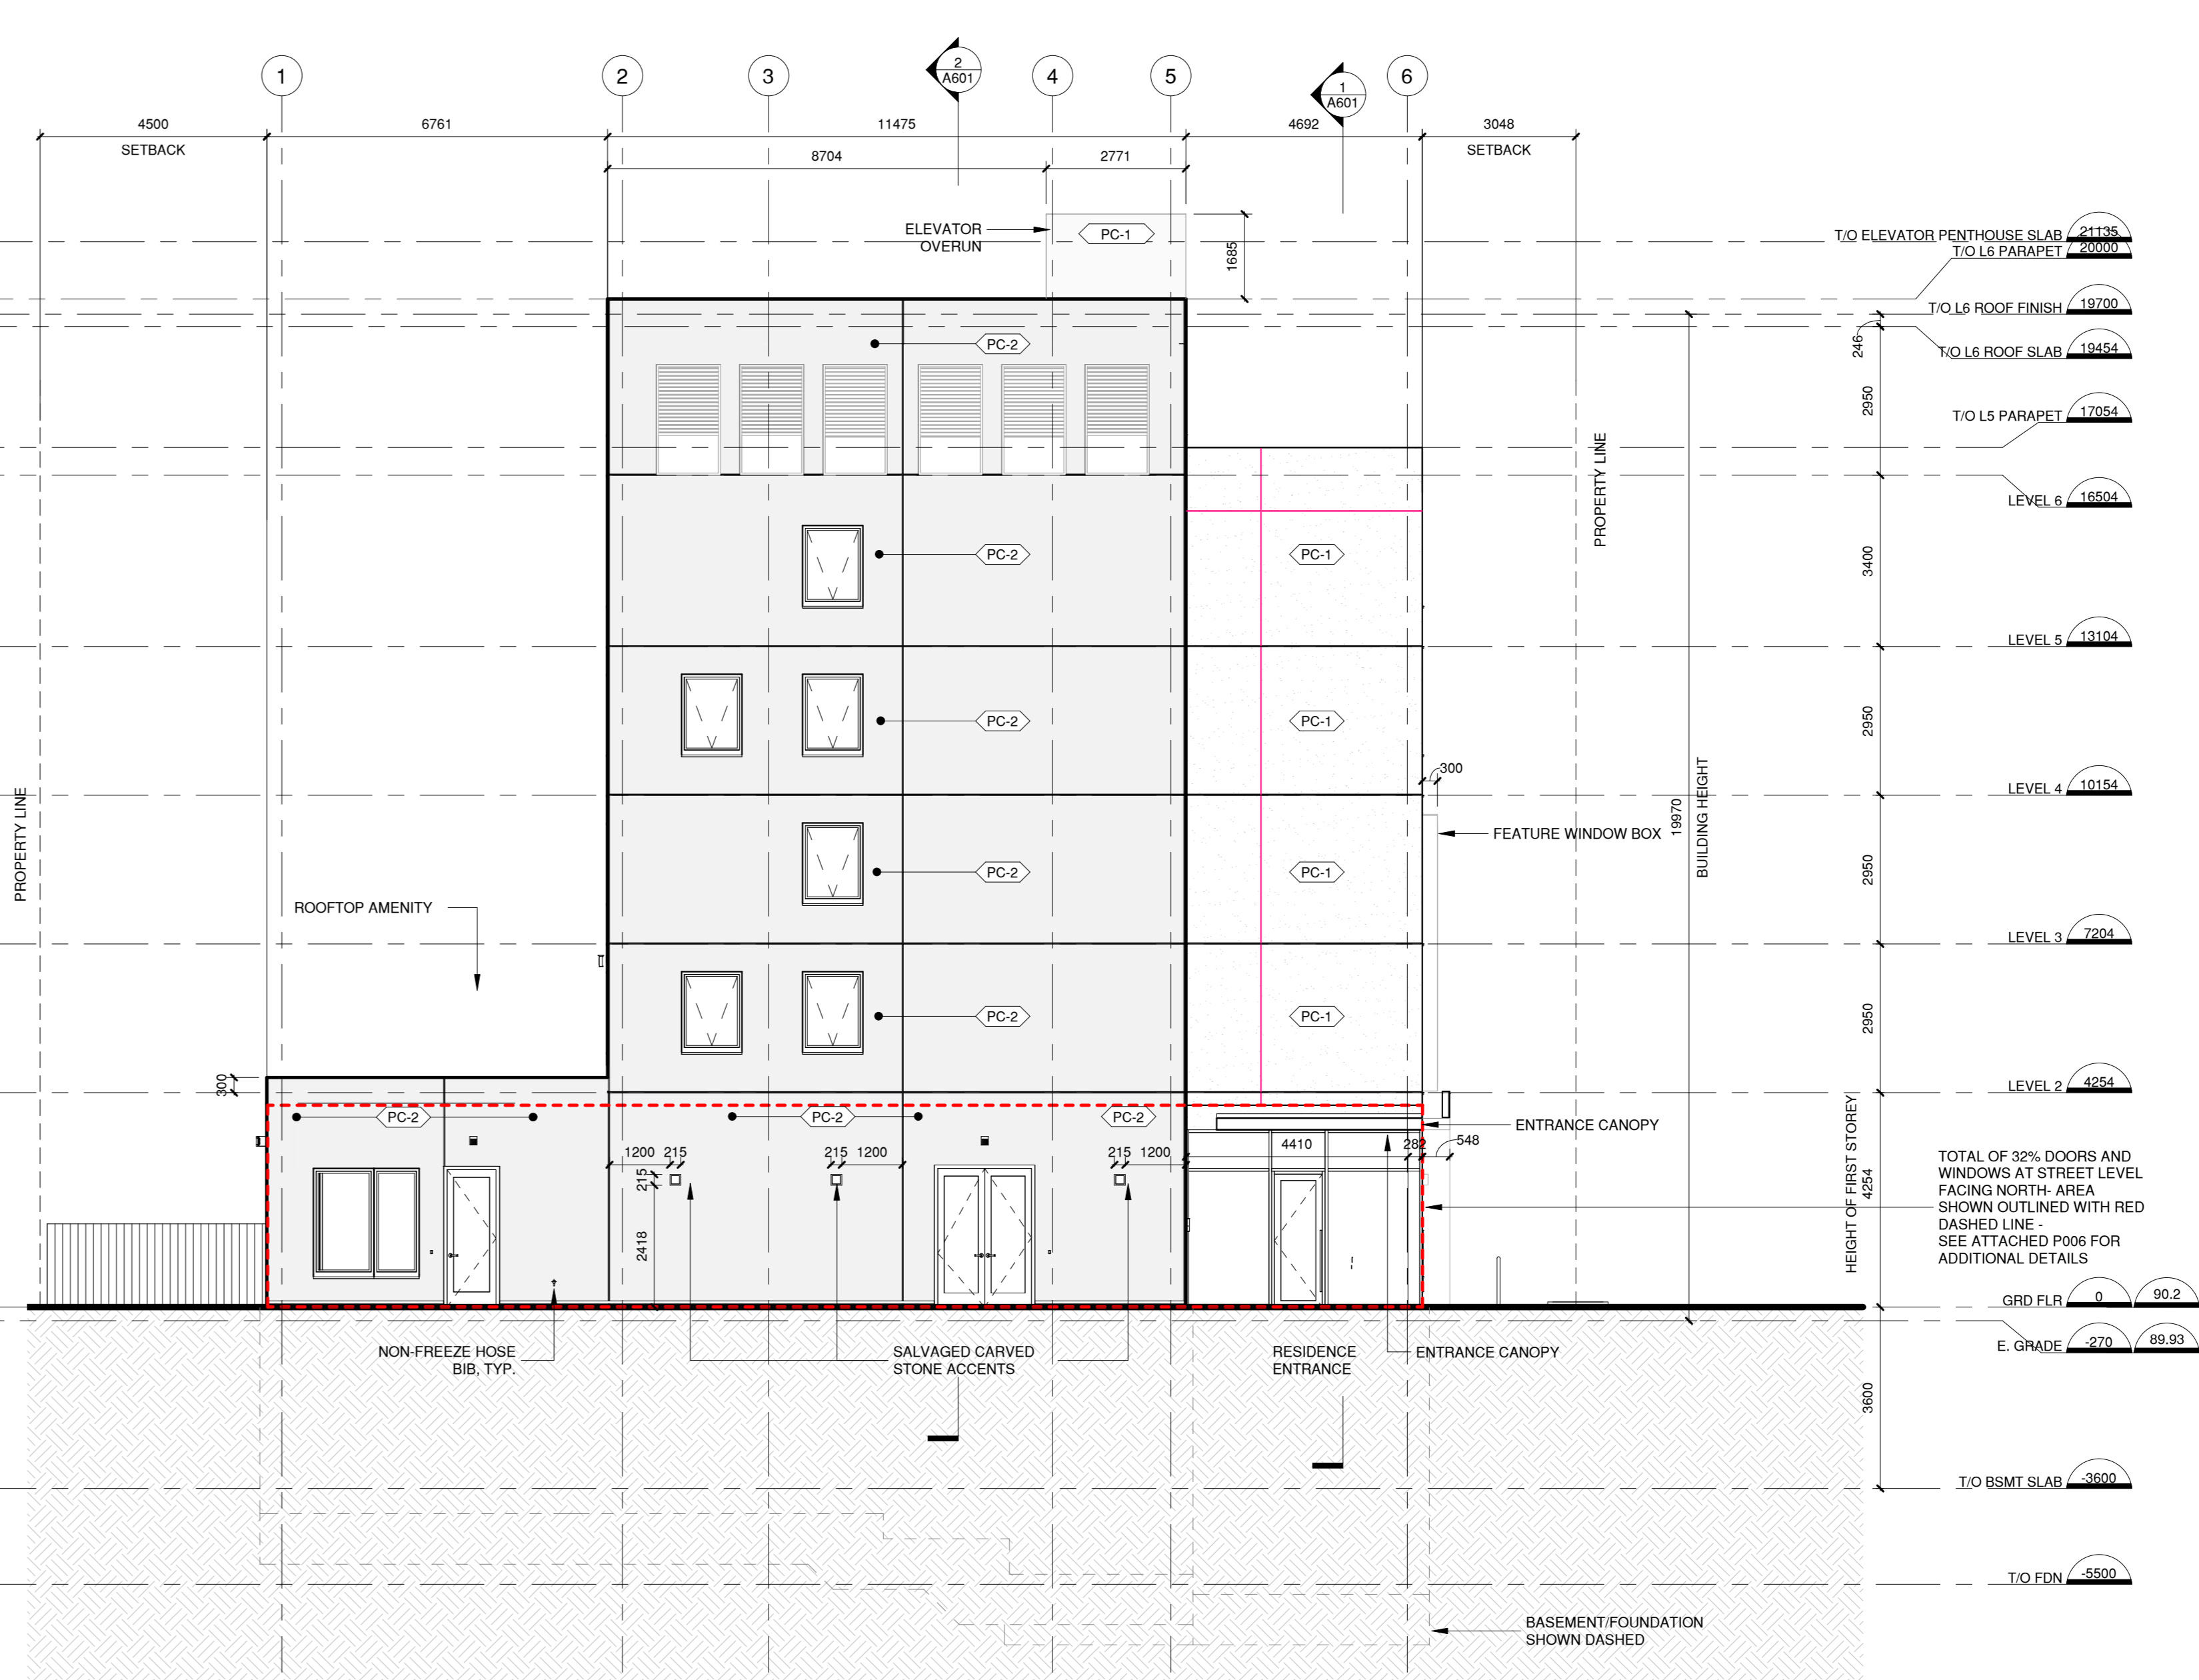 1
2
3
2
A601
4
5
1
A601
6
4500
SETBACK
6761
11475
4692
3048
SETBACK
8704
2771
ELEVATOR
OVERUN
PC-1
1685
T/O ELEVATOR PENTHOUSE SLAB 21135
T/O L6 PARAPET 20000
T/O L6 ROOF FINISH 19700
T/O L6 ROOF SLAB 19454
246
2950
T/O L5 PARAPET 17054
LEVEL 6 16504
3400
LEVEL 5 13104
2950
LEVEL 4 10154
2950
LEVEL 3 7204
2950
LEVEL 2 4254
PROPERTY LINE
PROPERTY LINE
19970
BUILDING HEIGHT
PC-2
PC-2
PC-1
PC-2
PC-1
300
FEATURE WINDOW BOX
PC-2
PC-1
ROOFTOP AMENITY
PC-2
PC-1
300
PC-2
PC-2
PC-2
ENTRANCE CANOPY
1200 215
215 1200
215 1200
4410
282
548
215
2418
HEIGHT OF FIRST STOREY
4254
TOTAL OF 32% DOORS AND
WINDOWS AT STREET LEVEL
FACING NORTH- AREA
SHOWN OUTLINED WITH RED
DASHED LINE -
SEE ATTACHED P006 FOR
ADDITIONAL DETAILS
GRD FLR 0 90.2
E. GRADE -270 89.93
NON-FREEZE HOSE
BIB, TYP.
SALVAGED CARVED
STONE ACCENTS
RESIDENCE
ENTRANCE
ENTRANCE CANOPY
3600
T/O BSMT SLAB -3600
T/O FDN -5500
BASEMENT/FOUNDATION
SHOWN DASHED